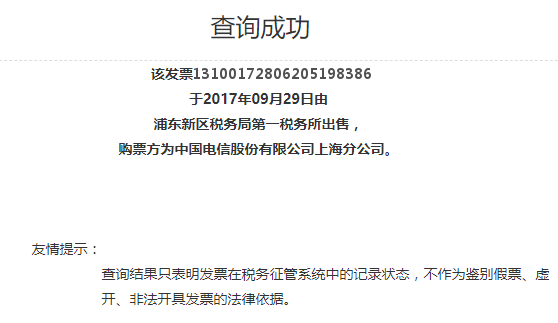 查询成功
该发票13100172806205198386
于2017年09月29日由
浦东新区税务局第一税务所出售，
购票方为中国电信股份有限公司上海分公司。
友情提示：
查询结果只表明发票在税务征管系统中的记录状态，不作为鉴别假票、虚
开、非法开具发票的法律依据。